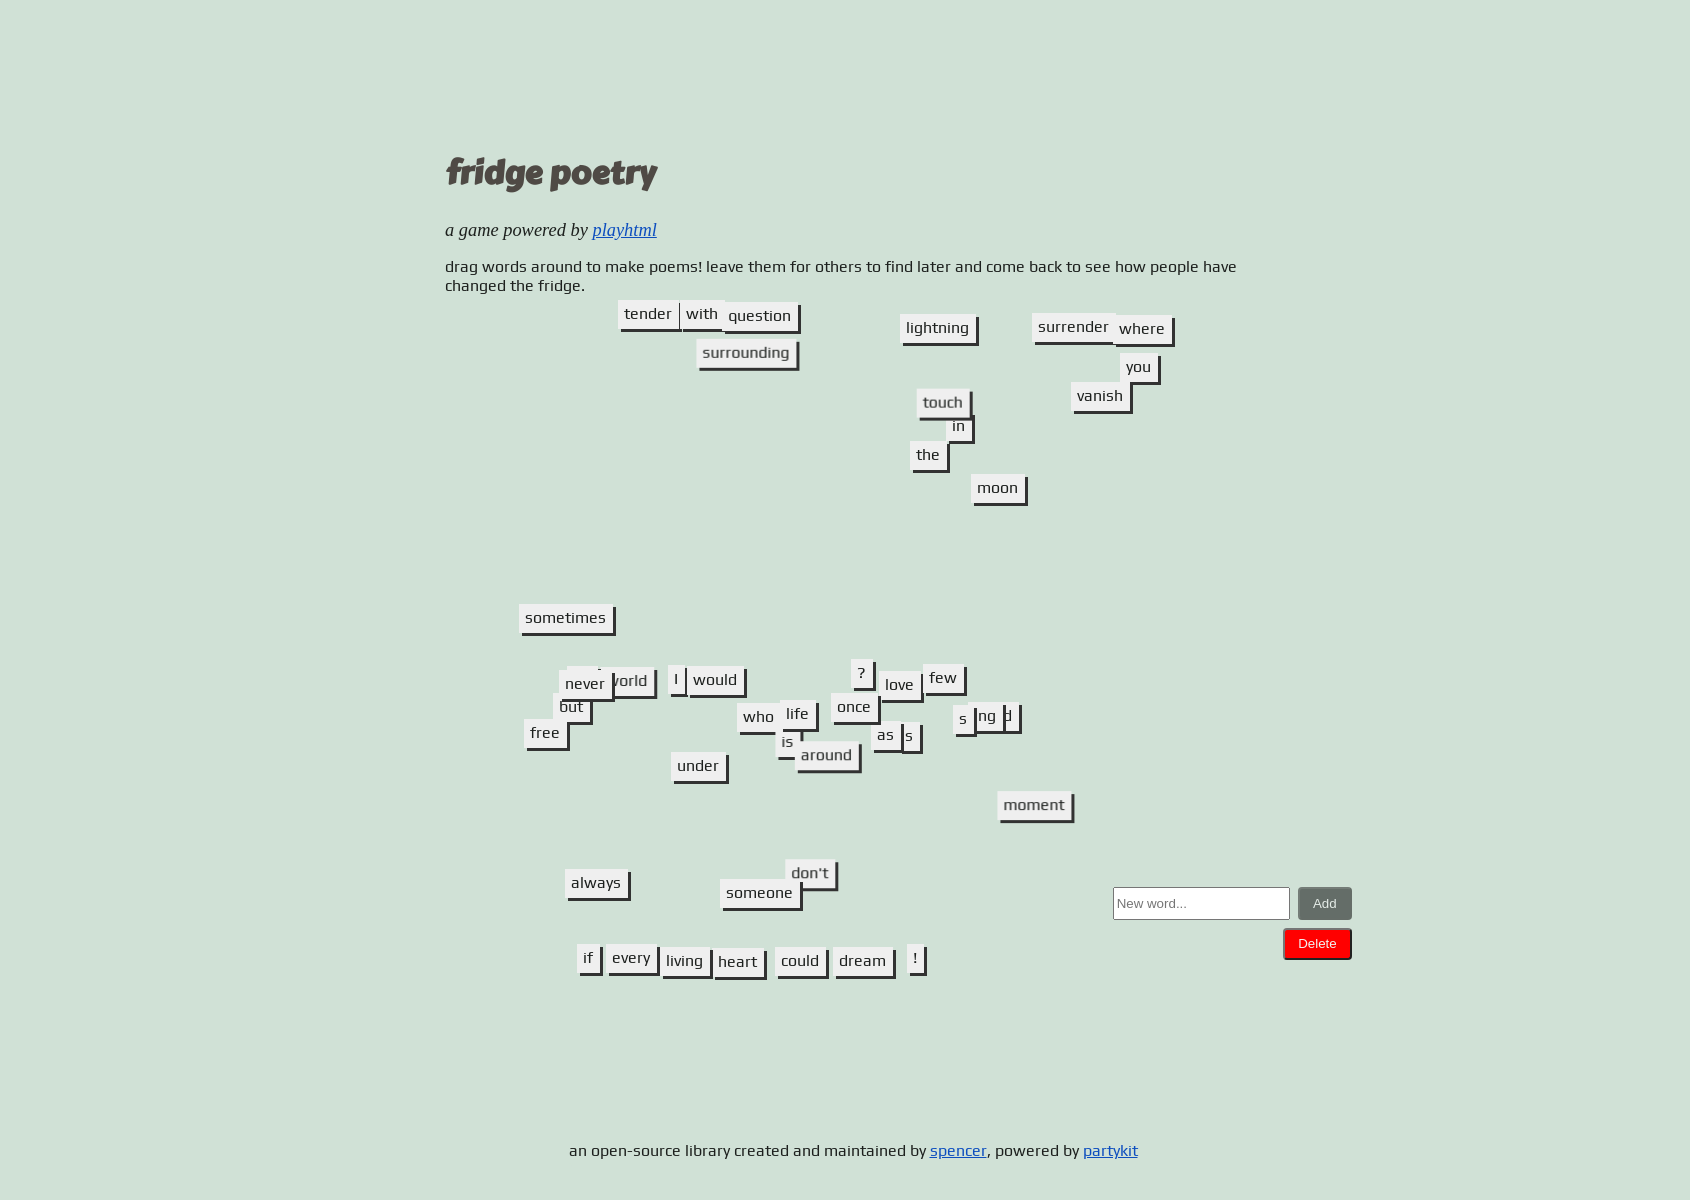 fridge poetry
a game powered by playhtml
drag words around to make poems! leave them for others to find later and come back to see how people have
changed the fridge.
tender with question
lightning
surrender where
surrounding
you
vanish
touch
in
the
moon
sometimes
never
I would
?
love few
but
free
who life
once
s ng d
is
as s
around
under
moment
always
don't
someone
New word... Add
Delete
if every living heart could dream !
an open-source library created and maintained by spencer, powered by partykit